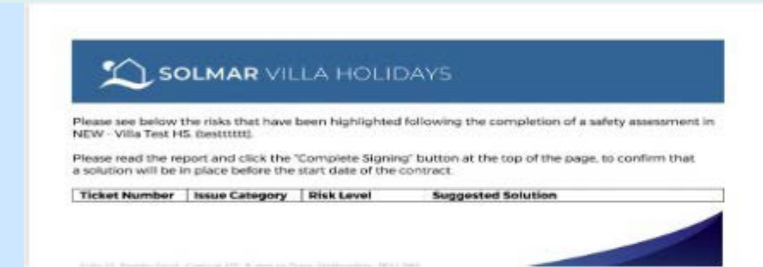 SOLMAR VILLA HOLIDAYS
Please see below the risks that have been highlighted following the completion of a safety assessment in
NEW - Villa Test HS. (testttttt).
Please read the report and click the "Complete Signing" button at the top of the page, to confirm that
a solution will be in place before the start date of the contract.
Ticket Number Issue Category Risk Level Suggested Solution